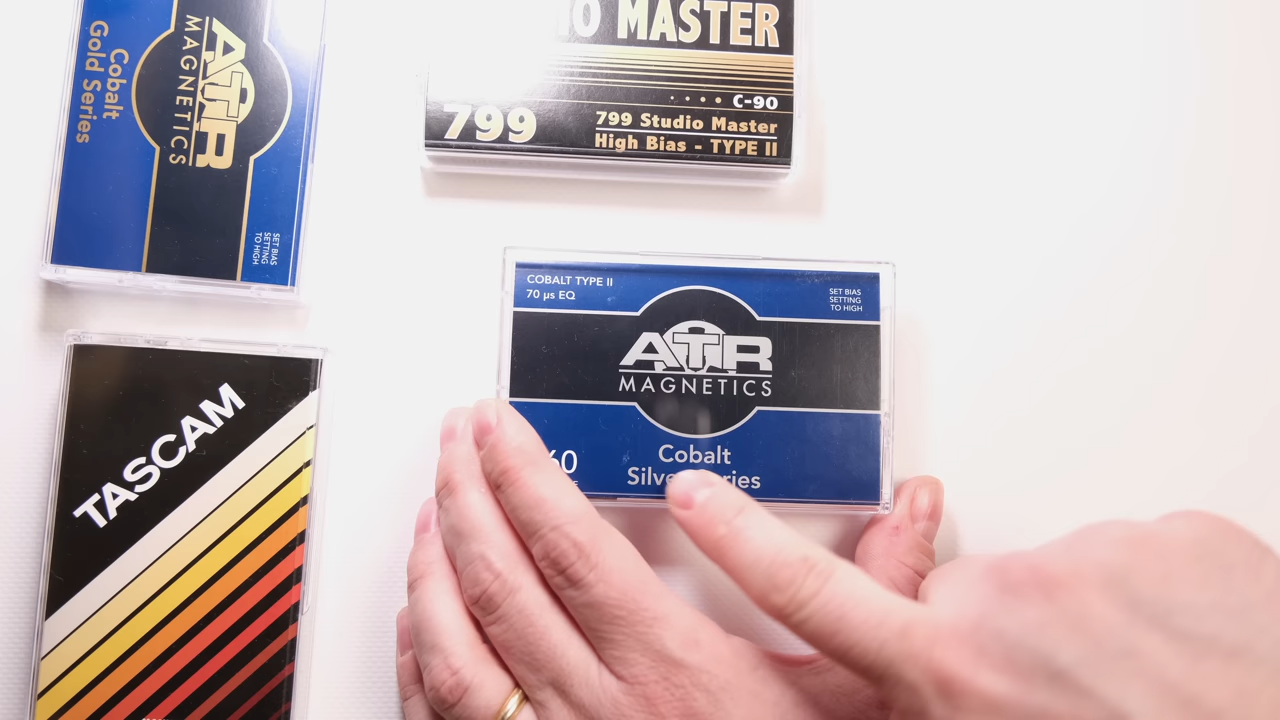 ATR
MAGNETICS
Cobalt
Gold Series
SET BIAS
SETTING
TO HIGH
MASTER
C-90
799
799 Studio Master
High Bias - TYPE II
COBALT TYPE II
70 µs EQ
SET BIAS
SETTING
TO HIGH
ATR
MAGNETICS
60
Cobalt
TASCAM